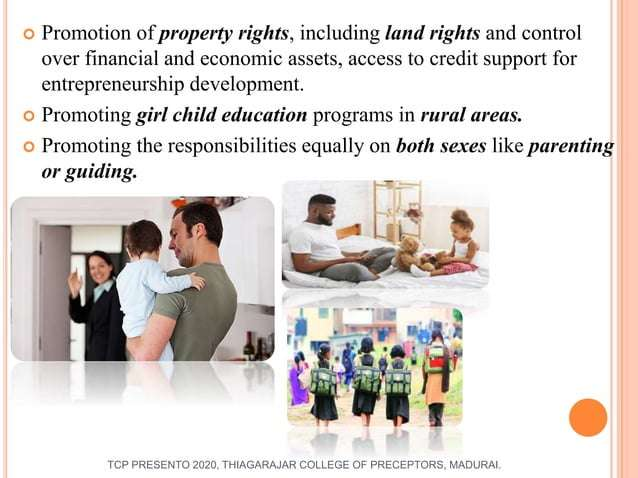 Promotion of property rights, including land rights and control
over financial and economic assets, access to credit support for
entrepreneurship development.
Promoting girl child education programs in rural areas.
Promoting the responsibilities equally on both sexes like parenting
or guiding.
TCP PRESENTO 2020, THIAGARAJAR COLLEGE OF PRECEPTORS, MADURAI.